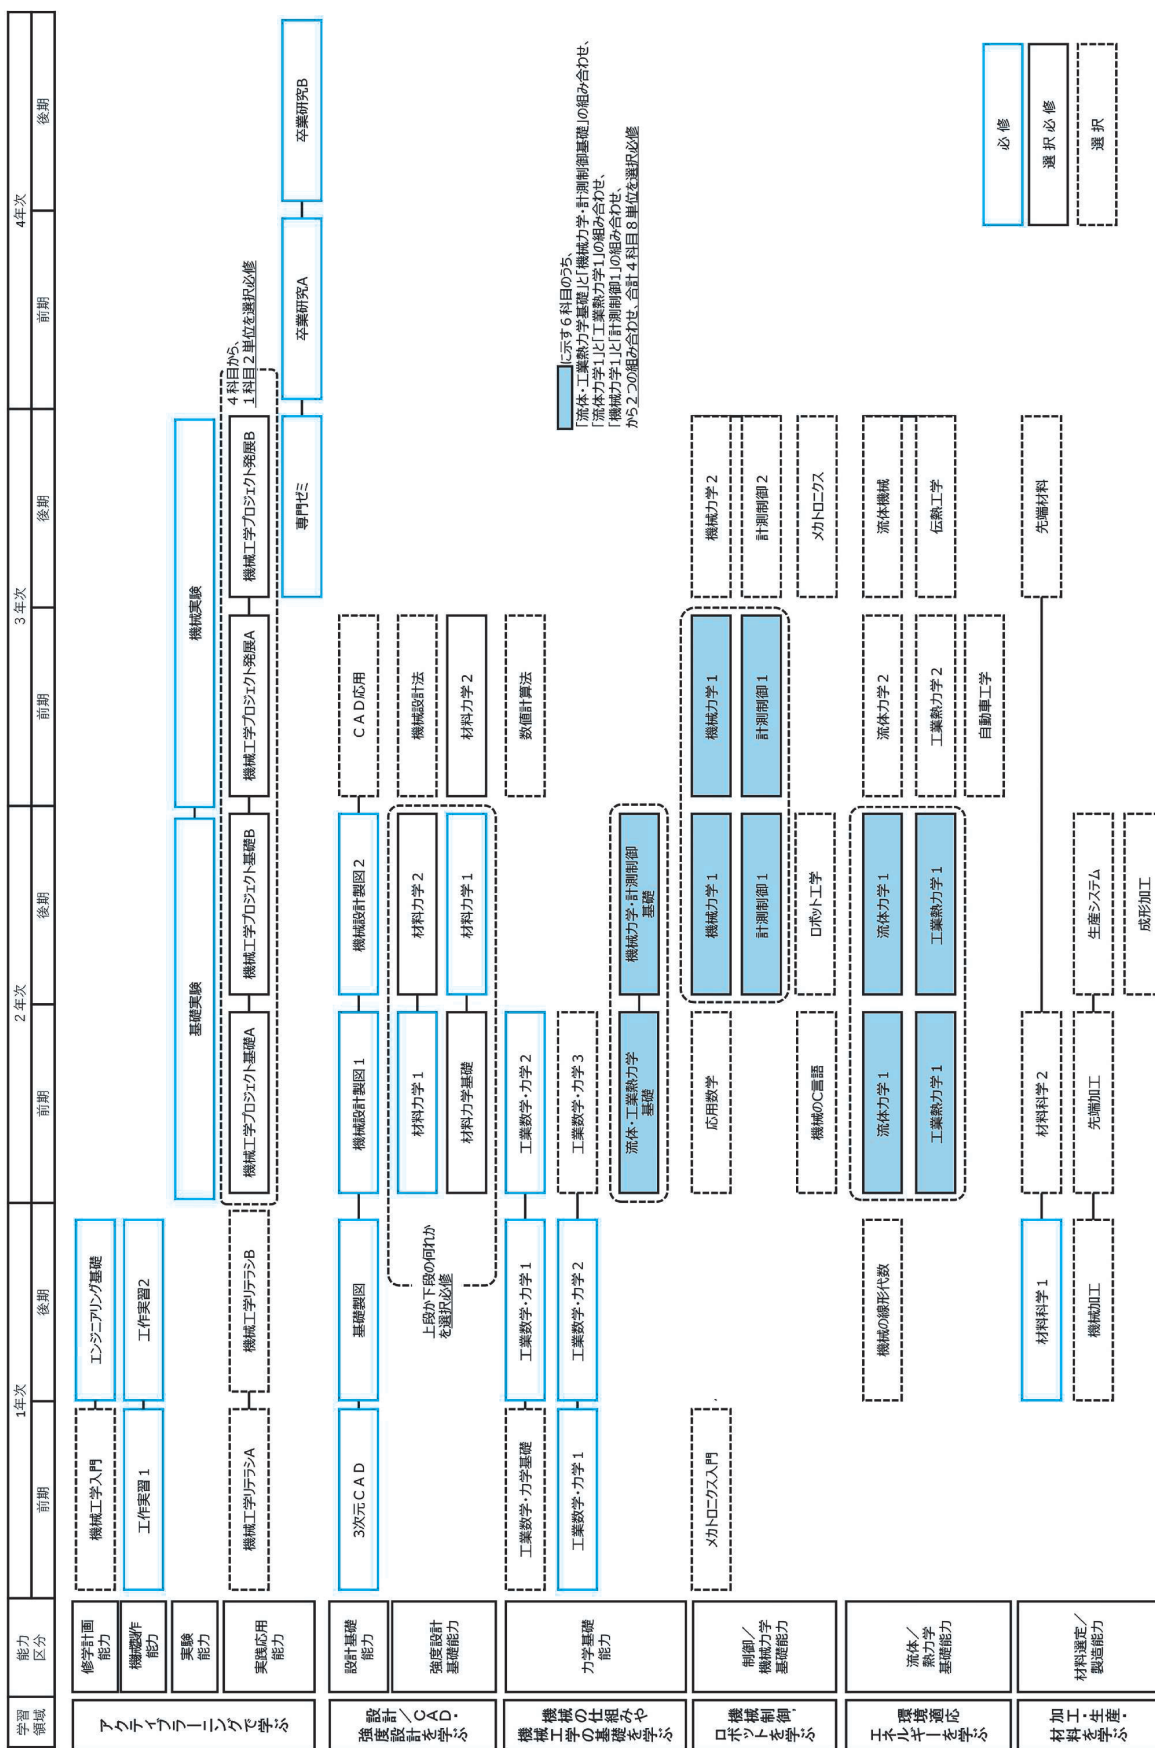 学習
領域
能力
区分
1年次
2年次
3年次
4年次
前期
後期
前期
後期
前期
後期
前期
後期
アクティブラーニングで学ぶ
修学計画
能力
機械工学入門
エンジニアリング基礎
機械製作
能力
工作実習1
工作実習2
実験
能力
基礎実験
機械実験
実践応用
能力
機械工学リテラシA
機械工学リテラシB
機械工学プロジェクト基礎A
機械工学プロジェクト基礎B
機械工学プロジェクト発展A
機械工学プロジェクト発展B
4科目から、
1科目2単位を選択必修
専門ゼミ
卒業研究A
卒業研究B
設計/CAD・
強度設計を学ぶ
設計基礎
能力
3次元CAD
基礎製図
機械設計製図1
機械設計製図2
CAD応用
強度設計
基礎能力
上段か下段の何れか
を選択必修
材料力学1
材料力学2
機械設計法
材料力学基礎
材料力学1
材料力学2
機械の仕組みや
機械工学の基礎を学ぶ
力学基礎
能力
工業数学・力学基礎
工業数学・力学1
工業数学・力学2
数値計算法
工業数学・力学1
工業数学・力学2
工業数学・力学3
流体・工業熱力学
基礎
機械力学・計測制御
基礎
に示す6科目のうち、
「流体・工業熱力学基礎」と「機械力学・計測制御基礎」の組み合わせ、
「流体力学1」と「工業熱力学1」の組み合わせ、
「機械力学1」と「計測制御1」の組み合わせ、
から2つの組み合わせ、合計4科目8単位を選択必修
機械制御,
ロボットを学ぶ
制御/
機械力学
基礎能力
メカトロニクス入門
応用数学
機械力学1
機械力学1
機械力学2
計測制御1
計測制御1
計測制御2
機械のC言語
ロボット工学
メカトロニクス
環境適応
エネルギーを学ぶ
流体/
熱力学
基礎能力
機械の線形代数
流体力学1
流体力学1
流体力学2
流体機械
工業熱力学1
工業熱力学1
工業熱力学2
伝熱工学
自動車工学
加工・生産・
材料を学ぶ
材料選定/
製造能力
材料科学1
材料科学2
先端材料
機械加工
先端加工
生産システム
成形加工
必修
選択必修
選択